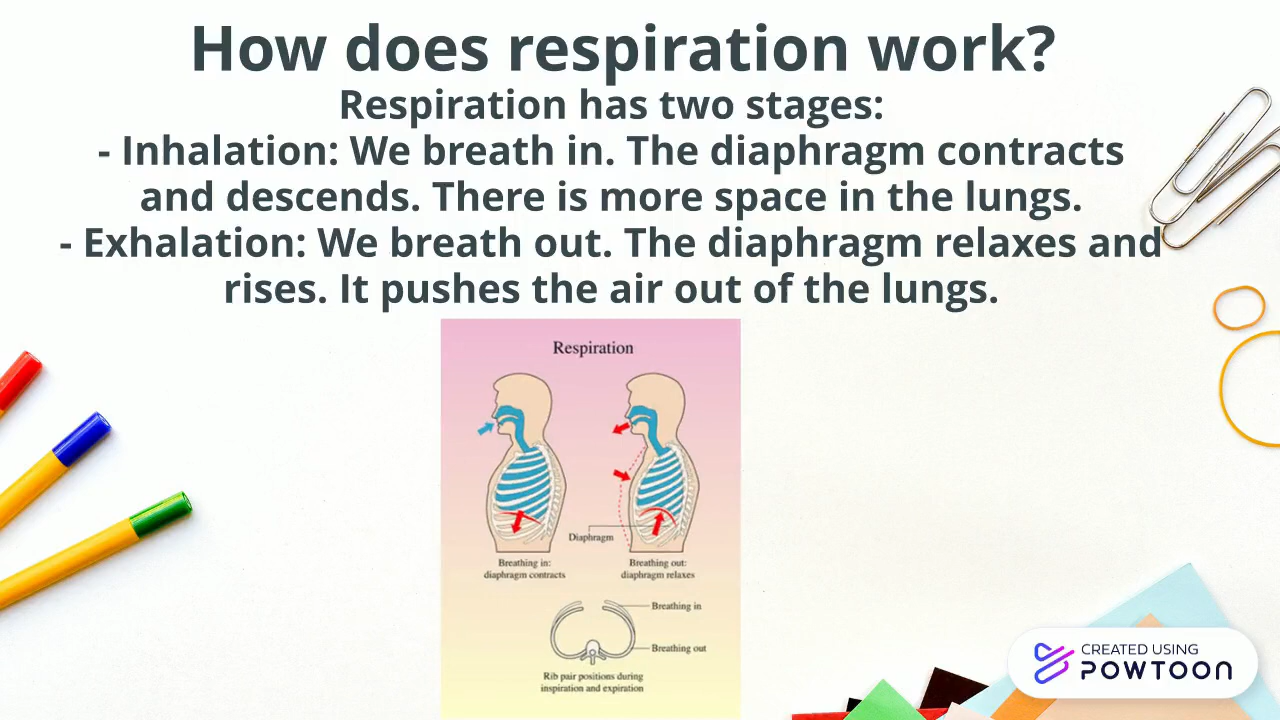 How does respiration work?
Respiration has two stages:
- Inhalation: We breath in. The diaphragm contracts
and descends. There is more space in the lungs.
- Exhalation: We breath out. The diaphragm relaxes and
rises. It pushes the air out of the lungs.
Respiration
Diaphragm
Breathing in:
diaphragm contracts
Breathing out:
diaphragm relaxes
Breathing in
Breathing out
Rib pair positions during
inspiration and expiration
CREATED USING
POWTOON